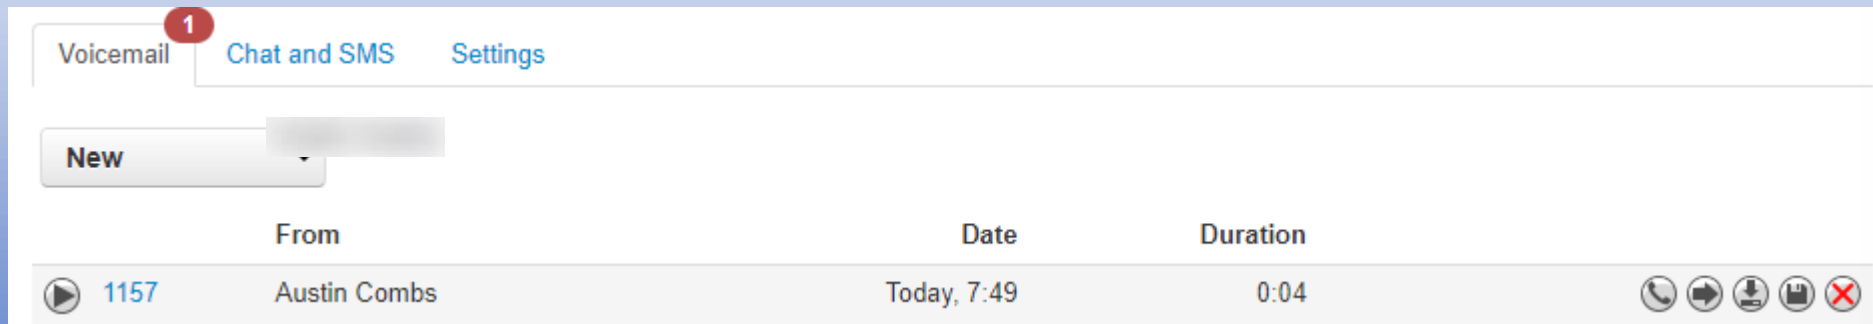 1
Voicemail Chat and SMS Settings
New
From Date Duration
1157 Austin Combs Today, 7:49 0:04